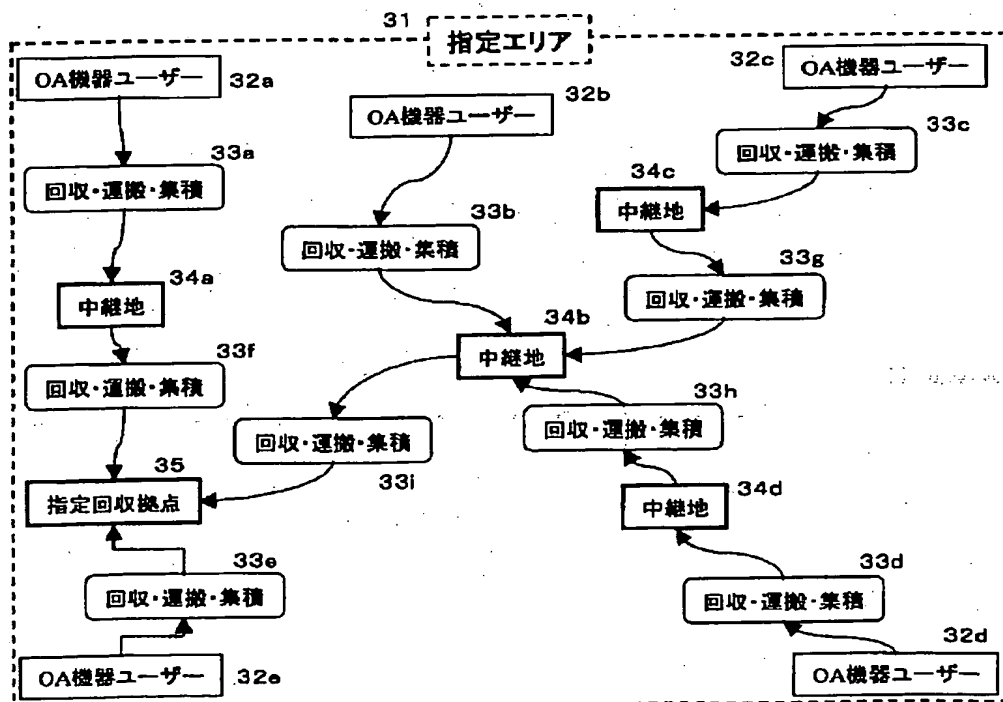 31
指定エリア
OA機器ユーザー
32a
32b
OA機器ユーザー
32c
OA機器ユーザー
33a
回収・運搬・集積
33b
回収・運搬・集積
33c
回収・運搬・集積
34c
中継地
34a
中継地
33g
回収・運搬・集積
34b
中継地
33f
回収・運搬・集積
33h
回収・運搬・集積
回収・運搬・集積
33i
35
指定回収拠点
34d
中継地
33e
回収・運搬・集積
33d
回収・運搬・集積
OA機器ユーザー
32e
32d
OA機器ユーザー